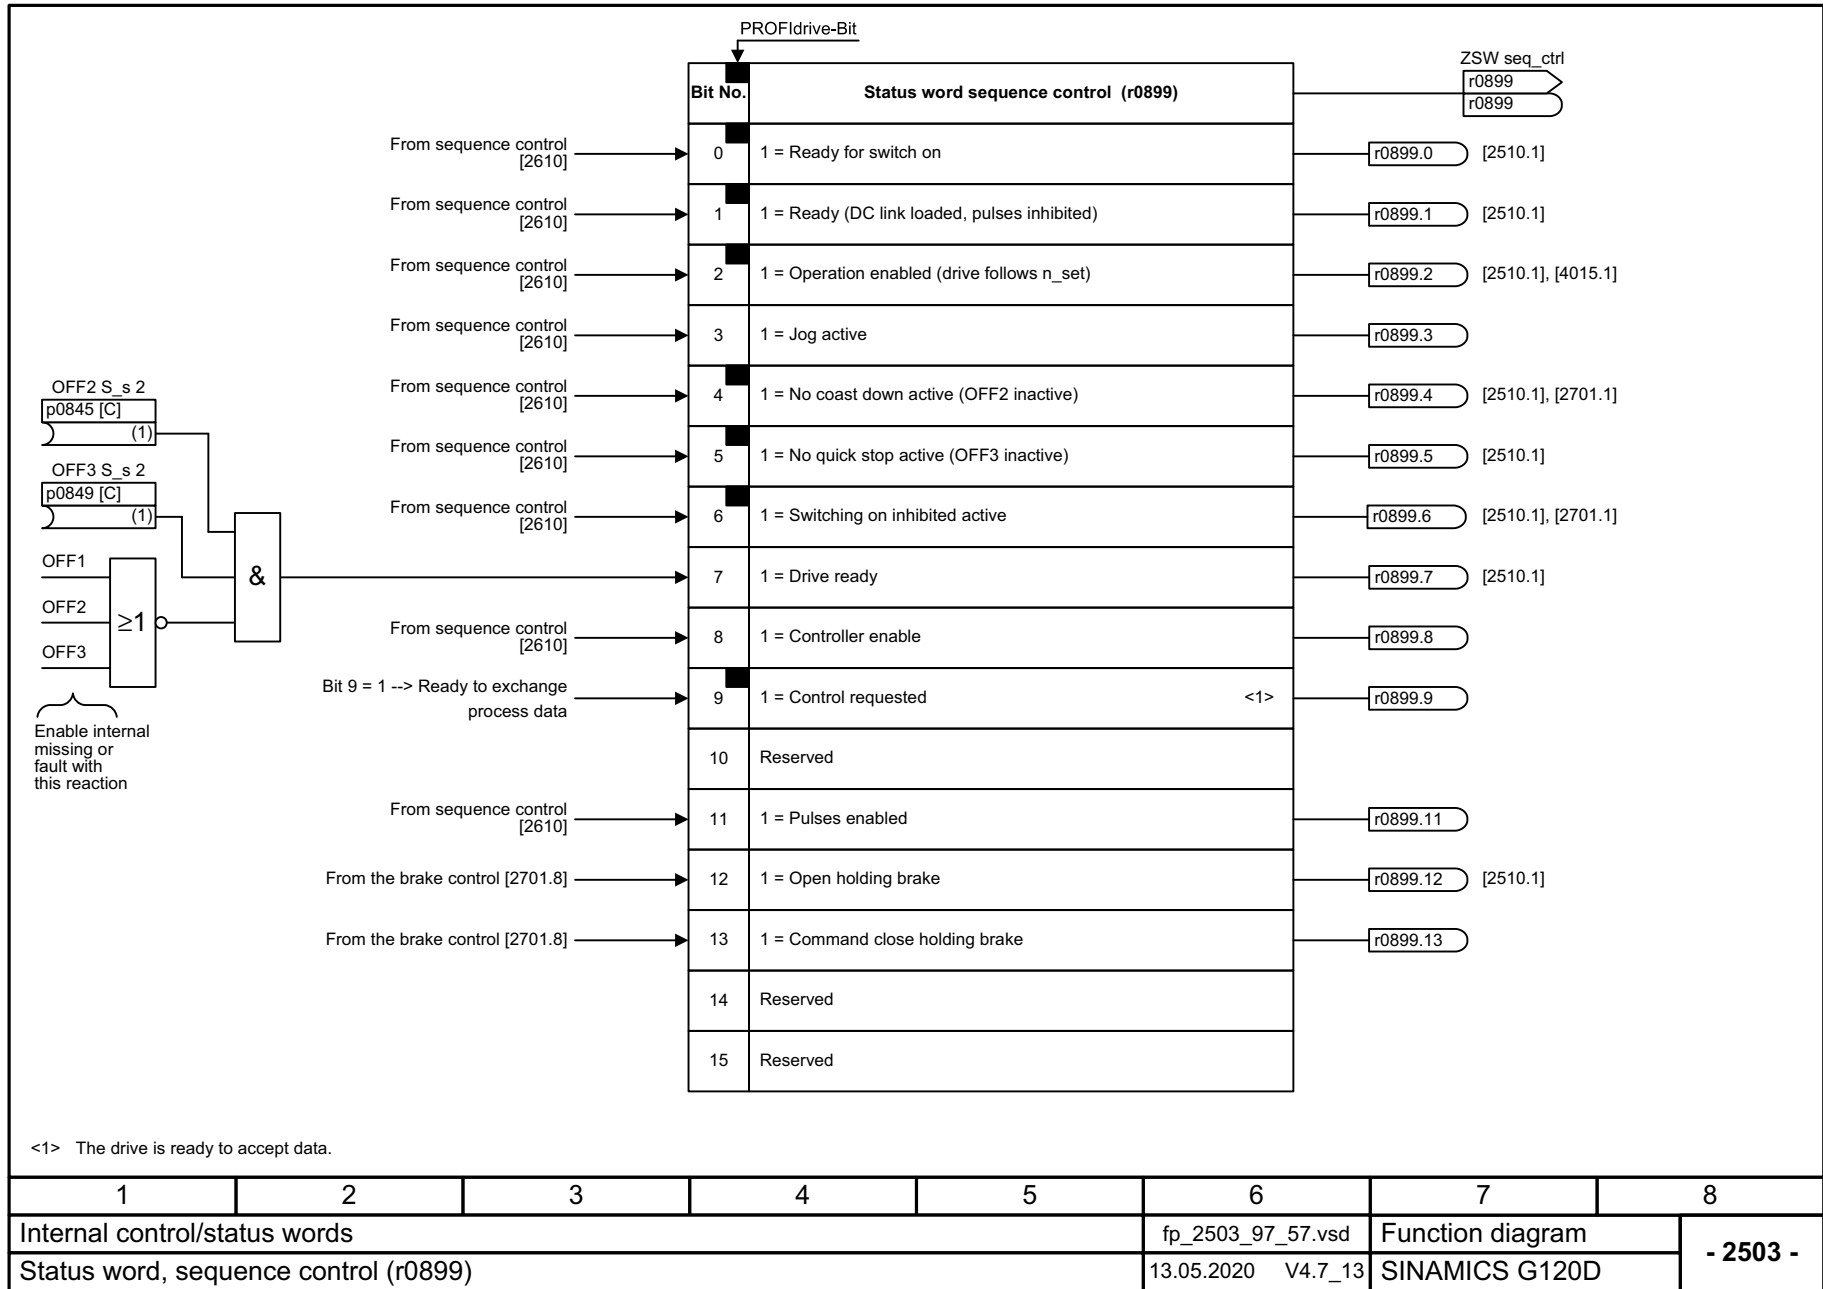 PROFIdrive-Bit
ZSW seq_ctrl
r0899
r0899
Bit No.
Status word sequence control (r0899)
From sequence control
[2610]
0
1 = Ready for switch on
r0899.0
[2510.1]
From sequence control
[2610]
1
1 = Ready (DC link loaded, pulses inhibited)
r0899.1
[2510.1]
From sequence control
[2610]
2
1 = Operation enabled (drive follows n_set)
r0899.2
[2510.1], [4015.1]
From sequence control
[2610]
3
1 = Jog active
r0899.3
From sequence control
[2610]
4
1 = No coast down active (OFF2 inactive)
r0899.4
[2510.1], [2701.1]
From sequence control
[2610]
5
1 = No quick stop active (OFF3 inactive)
r0899.5
[2510.1]
From sequence control
[2610]
6
1 = Switching on inhibited active
r0899.6
[2510.1], [2701.1]
OFF2 S_s 2
p0845 [C]
(1)
OFF3 S_s 2
p0849 [C]
(1)
OFF1
OFF2
OFF3
≥1
&
Enable internal
missing or
fault with
this reaction
7
1 = Drive ready
r0899.7
[2510.1]
From sequence control
[2610]
8
1 = Controller enable
r0899.8
Bit 9 = 1 --> Ready to exchange
process data
9
1 = Control requested
<1>
r0899.9
10
Reserved
From sequence control
[2610]
11
1 = Pulses enabled
r0899.11
From the brake control [2701.8]
12
1 = Open holding brake
r0899.12
[2510.1]
From the brake control [2701.8]
13
1 = Command close holding brake
r0899.13
14
Reserved
15
Reserved
<1> The drive is ready to accept data.
1 2 3 4 5 6 7 8
Internal control/status words
fp_2503_97_57.vsd
Function diagram
- 2503 -
Status word, sequence control (r0899)
13.05.2020 V4.7_13
SINAMICS G120D